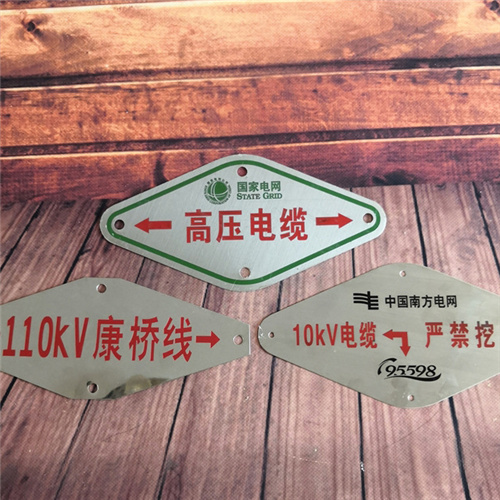 国家电网
STATE GRID
高压电缆
110kV康桥线
中国南方电网
10kV电缆 严禁挖
95598